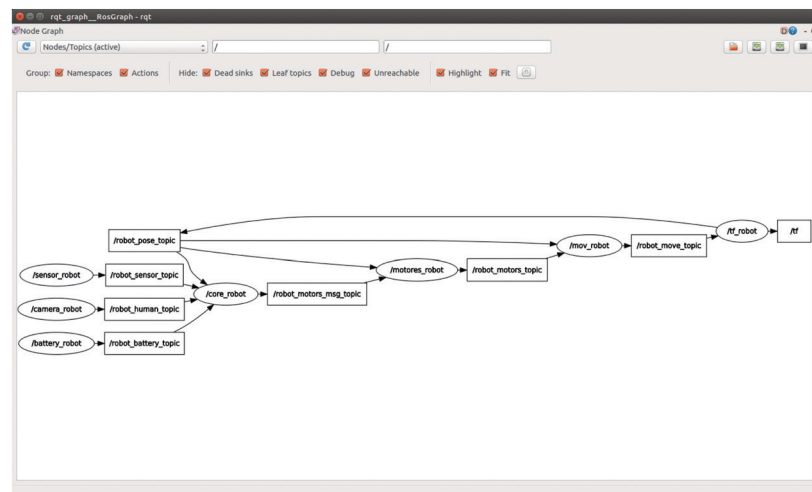 rqt_graph__RosGraph - rqt
Node Graph
Nodes/Topics (active) / /
Group: Namespaces Actions Hide: Dead sinks Leaf topics Debug Unreachable Highlight Fit
/robot_pose_topic
/mov_robot
/robot_move_topic
/tf_robot
/tf
/sensor_robot
/robot_sensor_topic
/motores_robot
/robot_motors_topic
/camera_robot
/robot_human_topic
/core_robot
/robot_motors_msg_topic
/battery_robot
/robot_battery_topic